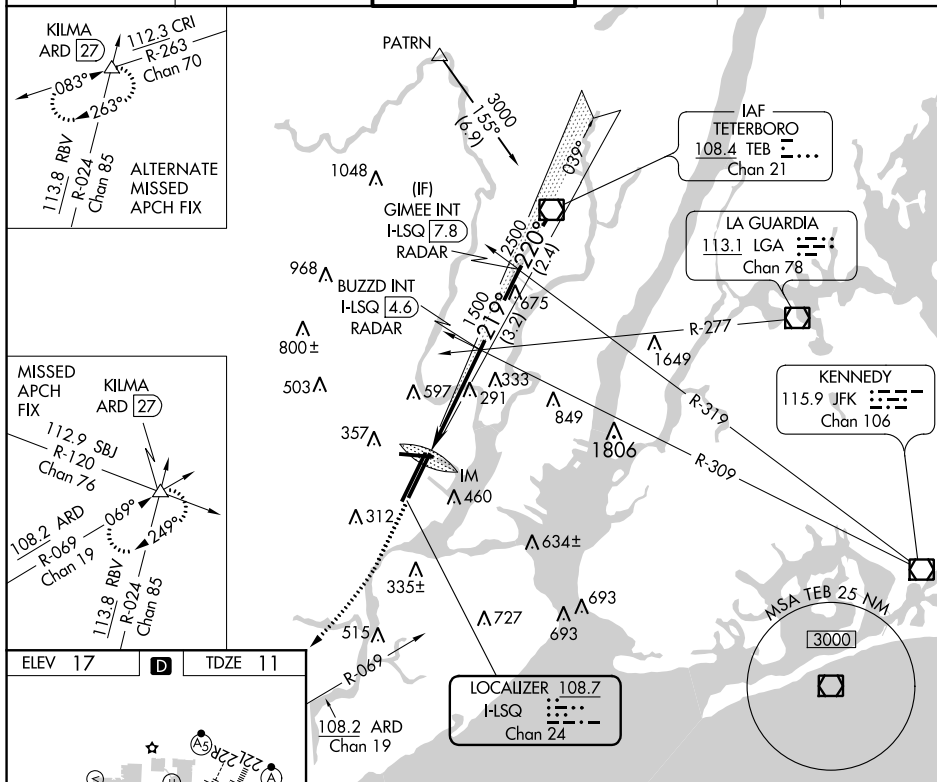 KILMA
ARD 27
112.3 CRI
R-263
Chan 70
083°
263°
113.8 RBV
R-024
Chan 85
ALTERNATE
MISSED
APCH FIX
PATRN
3000
155°
(6.9)
039°
IAF
TETERBORO
108.4 TEB
Chan 21
1048
(IF)
GIMEE INT
I-LSQ 7.8
RADAR
2500
220°
(2.4)
LA GUARDIA
113.1 LGA
Chan 78
968
BUZZD INT
I-LSQ 4.6
RADAR
1500
219°
(3.2)
675
R-277
800±
1649
503
597
333
291
849
R-319
KENNEDY
115.9 JFK
Chan 106
MISSED
APCH
FIX
KILMA
ARD 27
112.9 SBJ
R-120
Chan 76
069°
249°
108.2 ARD
R-069
Chan 19
113.8 RBV
R-024
Chan 85
357
1806
R-309
IM
460
312
634±
335±
727
693
693
515
R-069
108.2 ARD
Chan 19
LOCALIZER 108.7
I-LSQ
Chan 24
MSA TEB 25 NM
3000
ELEV 17
D
TDZE 11
A5
22R
22L
A